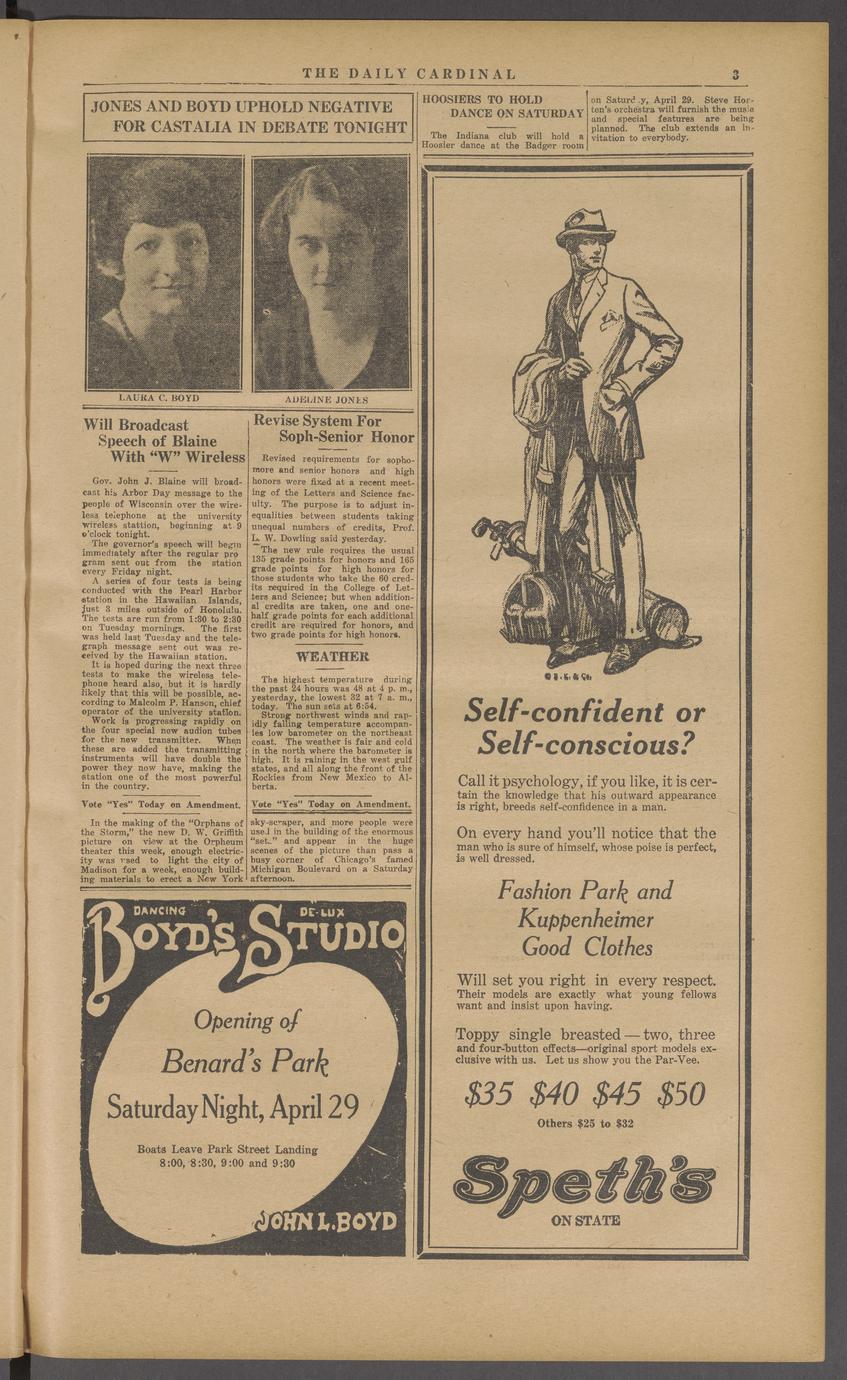 THE DAILY CARDINAL
3
JONES AND BOYD UPHOLD NEGATIVE
FOR CASTALIA IN DEBATE TONIGHT
LAURA C. BOYD
ADELINE JONES
Will Broadcast
Speech of Blaine
With “W” Wireless
Gov. John J. Blaine will broad-
cast his Arbor Day message to the
people of Wisconsin over the wire-
less telephone at the university
wireless stattion, beginning at 9
o'clock tonight.
The governor's speech will begin
immediately after the regular pro
gram sent out from the station
every Friday night.
A series of four tests is being
conducted with the Pearl Harbor
station in the Hawaiian Islands,
just 3 miles outside of Honolulu.
The tests are run from 1:30 to 2:30
on Tuesday mornings. The first
was held last Tuesday and the tele-
graph message sent out was re-
ceived by the Hawaiian station.
It is hoped during the next three
tests to make the wireless tele-
phone heard also, but it is hardly
likely that this will be possible, ac-
cording to Malcolm P. Hanson, chief
operator of the university station.
Work is progressing rapidly on
the four special new audion tubes
for the new transmitter. When
these are added the transmitting
instruments will have double the
power they now have, making the
station one of the most powerful
in the country.
Vote “Yes” Today on Amendment.
In the making of the “Orphans of
the Storm,” the new D. W. Griffith
picture on view at the Orpheum
theater this week, enough electric-
ity was used to light the city of
Madison for a week, enough build-
ing materials to erect a New York
Revise System For
Soph-Senior Honor
Revised requirements for sopho-
more and senior honors and high
honors were fixed at a recent meet-
ing of the Letters and Science fac-
ulty. The purpose is to adjust in-
equalities between students taking
unequal numbers of credits, Prof.
L. W. Dowling said yesterday.
The new rule requires the usual
135 grade points for honors and 165
grade points for high honors for
those students who take the 60 cred-
its required in the College of Let-
ters and Science; but when addition-
al credits are taken, one and one-
half grade points for each additional
credit are required for honors, and
two grade points for high honors.
WEATHER
The highest temperature during
the past 24 hours was 48 at 4 p. m.,
yesterday, the lowest 32 at 7 a. m.,
today. The sun sets at 6:54.
Strong northwest winds and rap-
idly falling temperature accompan-
ies low barometer on the northeast
coast. The weather is fair and cold
in the north where the barometer is
high. It is raining in the west gulf
states, and all along the front of the
Rockies from New Mexico to Al-
berta.
Vote “Yes” Today on Amendment.
sky-scraper, and more people were
used in the building of the enormous
“set.” and appear in the huge
scenes of the picture than pass a
busy corner of Chicago's famed
Michigan Boulevard on a Saturday
afternoon.
DANCING DE-LUX
BOYD'S STUDIO
Opening of
Benard's Park
Saturday Night, April 29
Boats Leave Park Street Landing
8:00, 8:30, 9:00 and 9:30
JOHN L. BOYD
HOOSIERS TO HOLD
DANCE ON SATURDAY
The Indiana club will hold a
Hoosier dance at the Badger room
on Saturd.y, April 29. Steve Hor-
ten's orchestra will furnish the music
and special features are being
planned. The club extends an in-
vitation to everybody.
Self-confident or
Self-conscious?
Call it psychology, if you like, it is cer-
tain the knowledge that his outward appearance
is right, breeds self-confidence in a man.
On every hand you'll notice that the
man who is sure of himself, whose poise is perfect,
is well dressed.
Fashion Park and
Kuppenheimer
Good Clothes
Will set you right in every respect.
Their models are exactly what young fellows
want and insist upon having.
Toppy single breasted — two, three
and four-button effects—original sport models ex-
clusive with us. Let us show you the Par-Vee.
$35 $40 $45 $50
Others $25 to $32
Speth's
ON STATE